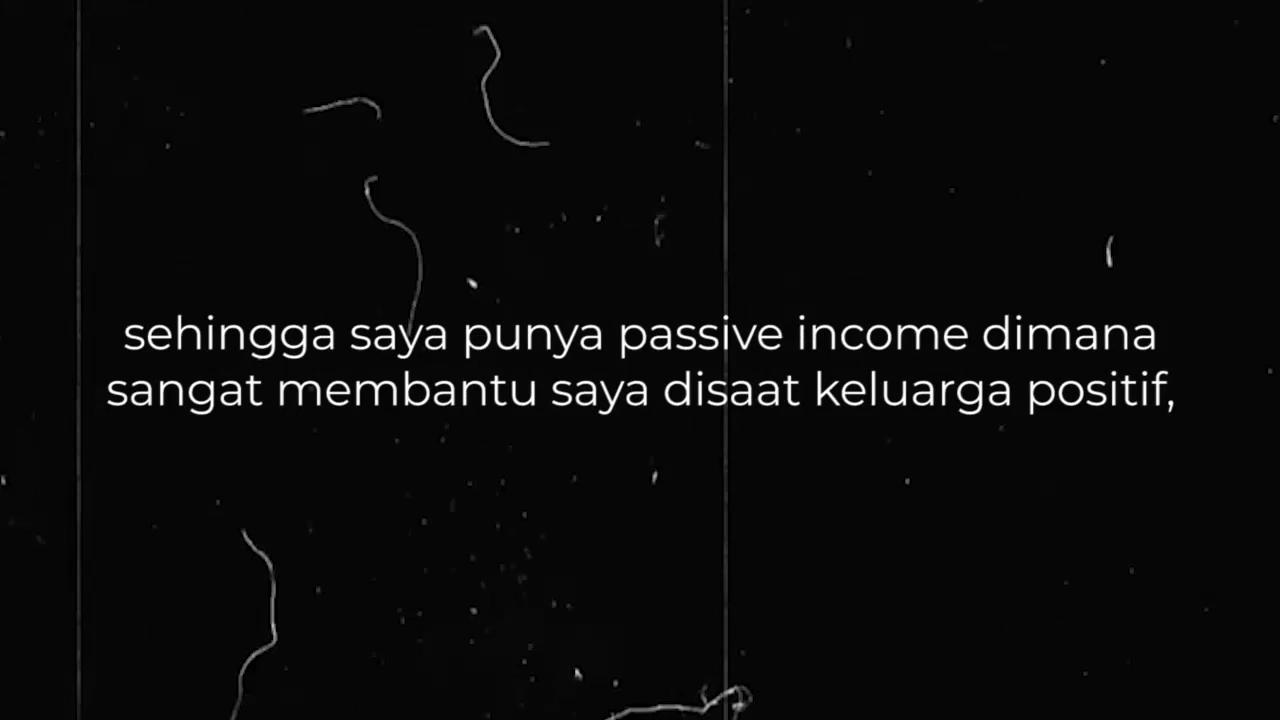 sehingga saya punya passive income dimana
sangat membantu saya disaat keluarga positif,